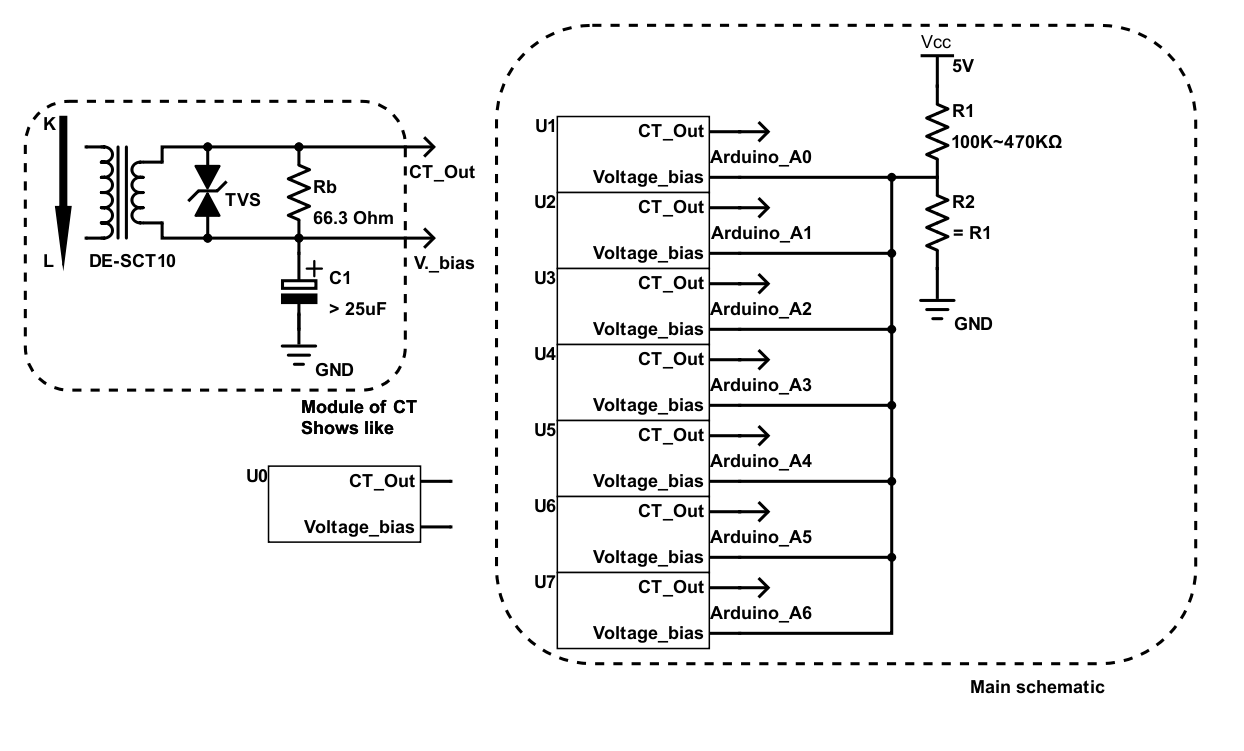 K
L
DE-SCT10
TVS
Rb
66.3 Ohm
CT_Out
V._bias
+
C1
> 25uF
GND
Module of CT
Shows like
U0
CT_Out
Voltage_bias
U1
CT_Out
Arduino_A0
Voltage_bias
U2
CT_Out
Arduino_A1
Voltage_bias
U3
CT_Out
Arduino_A2
Voltage_bias
U4
CT_Out
Arduino_A3
Voltage_bias
U5
CT_Out
Arduino_A4
Voltage_bias
U6
CT_Out
Arduino_A5
Voltage_bias
U7
CT_Out
Arduino_A6
Voltage_bias
Vcc
5V
R1
100K~470KΩ
R2
= R1
GND
Main schematic